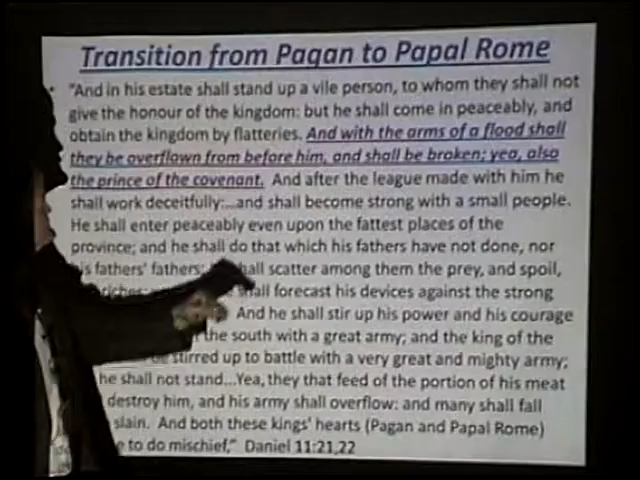 Transition from Pagan to Papal Rome
"And in his estate shall stand up a vile person, to whom they shall not
give the honour of the kingdom: but he shall come in peaceably, and
obtain the kingdom by flatteries. And with the arms of a flood shall
they be overflown from before him, and shall be broken; yea, also
the prince of the covenant. And after the league made with him he
shall work deceitfully:...and shall become strong with a small people.
He shall enter peaceably even upon the fattest places of the
province; and he shall do that which his fathers have not done, nor
is fathers' fathers; hall scatter among them the prey, and spoil,
riches: shall forecast his devices against the strong
And he shall stir up his power and his courage
the south with a great army; and the king of the
stirred up to battle with a very great and mighty army;
he shall not stand...Yea, they that feed of the portion of his meat
destroy him, and his army shall overflow: and many shall fall
slain. And both these kings' hearts (Pagan and Papal Rome)
to do mischief," Daniel 11:21,22